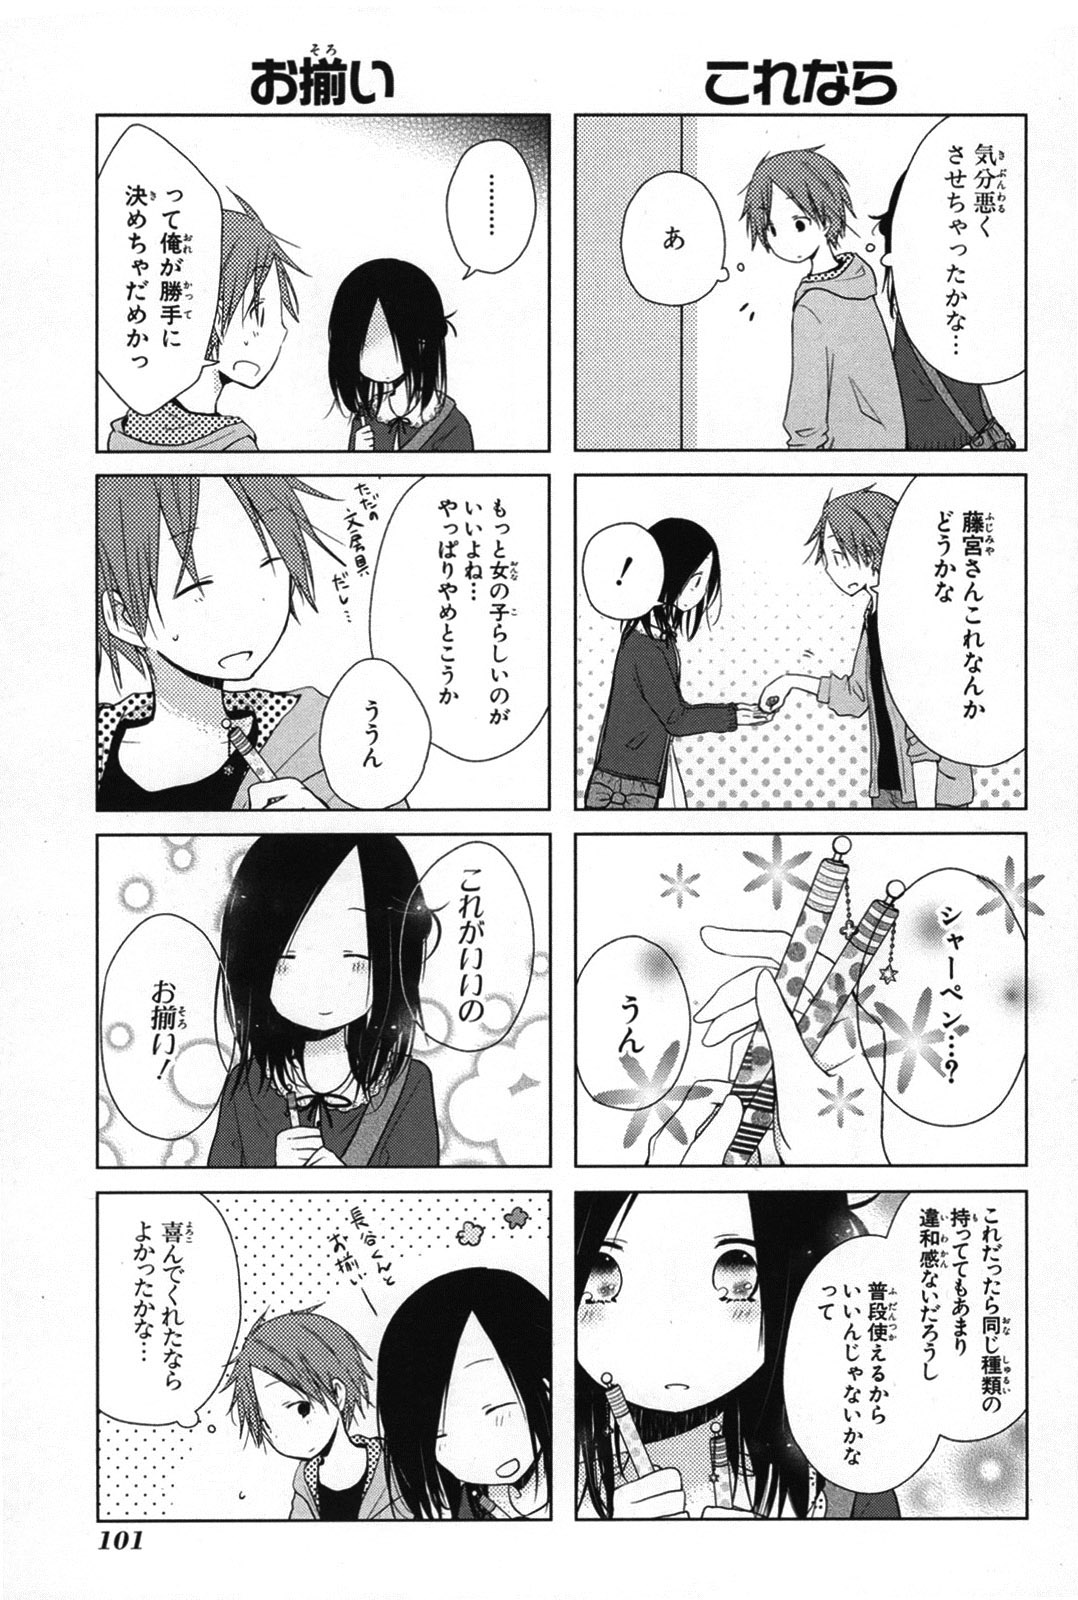 これなら
気分悪く
させちゃったかな…
あ
藤宮さんこれなんか
どうかな
！
シャーペン…？
うん
これだったら同じ種類の
持っててもあまり
違和感ないだろうし
普段使えるから
いいんじゃないかな
って
お揃い
………
って俺が勝手に
決めちゃだめかっ
もっと女の子らしいのが
いいよね…
やっぱりやめとこうか
ただの
文房具
だし…
ううん
これがいいの
お揃い！
長谷くんと
お揃い
喜んでくれたなら
よかったかな…
101